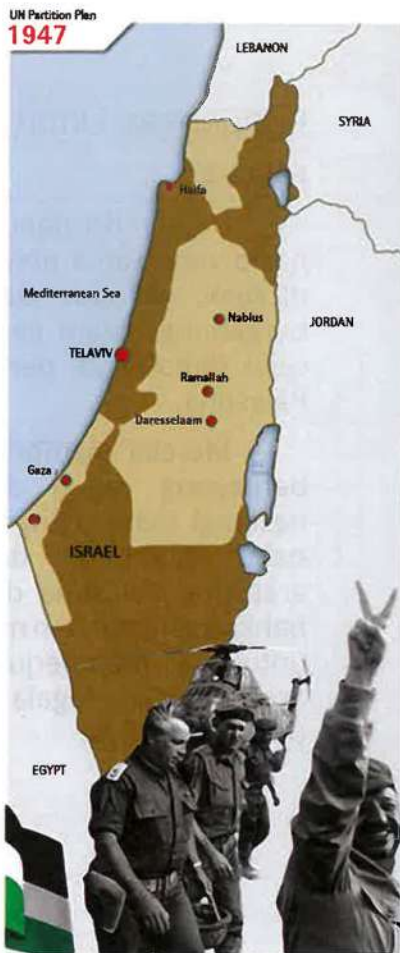 UN Partition Plan
1947
LEBANON
SYRIA
Haifa
Mediterranean Sea
Nablus
JORDAN
TELAVIV
Ramallah
Daresselaam
Gaza
ISRAEL
EGYPT